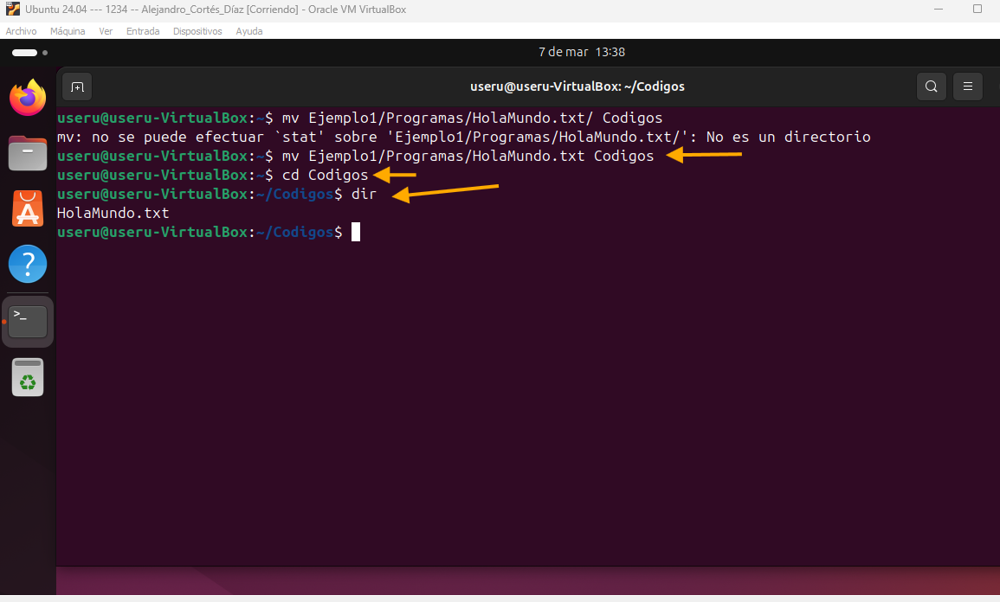 Ubuntu 24.04 --- 1234 -- Alejandro_Cortés_Díaz [Corriendo] - Oracle VM VirtualBox
Archivo Máquina Ver Entrada Dispositivos Ayuda
7 de mar 13:38
useru@useru-VirtualBox: ~/Codigos
useru@useru-VirtualBox:~$ mv Ejemplo1/Programas/HolaMundo.txt/ Codigos
mv: no se puede efectuar `stat' sobre 'Ejemplo1/Programas/HolaMundo.txt/': No es un directorio
useru@useru-VirtualBox:~$ mv Ejemplo1/Programas/HolaMundo.txt Codigos
useru@useru-VirtualBox:~$ cd Codigos
useru@useru-VirtualBox:~/Codigos$ dir
HolaMundo.txt
useru@useru-VirtualBox:~/Codigos$